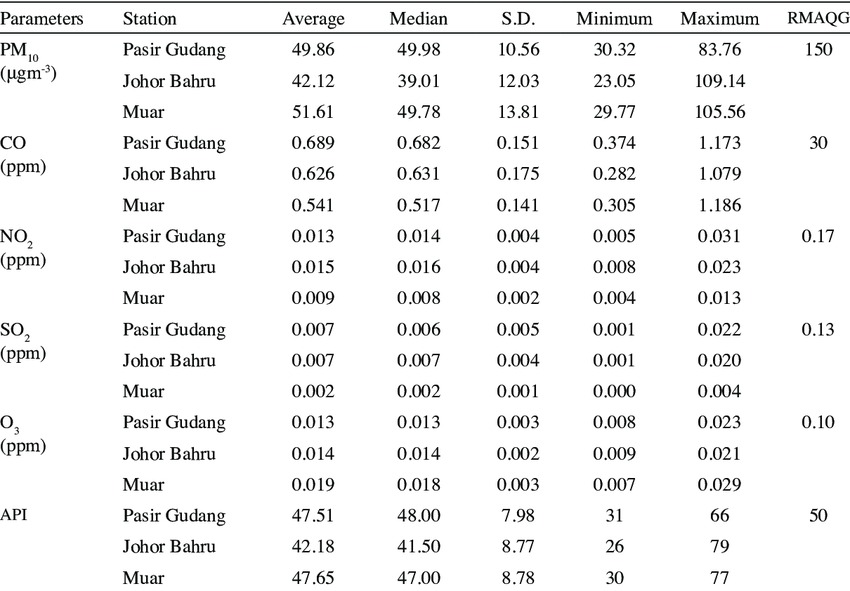 Parameters Station Average Median S.D. Minimum Maximum RMAQG
PM10 Pasir Gudang 49.86 49.98 10.56 30.32 83.76 150
(µgm-3) Johor Bahru 42.12 39.01 12.03 23.05 109.14
Muar 51.61 49.78 13.81 29.77 105.56
CO Pasir Gudang 0.689 0.682 0.151 0.374 1.173 30
(ppm) Johor Bahru 0.626 0.631 0.175 0.282 1.079
Muar 0.541 0.517 0.141 0.305 1.186
NO2 Pasir Gudang 0.013 0.014 0.004 0.005 0.031 0.17
(ppm) Johor Bahru 0.015 0.016 0.004 0.008 0.023
Muar 0.009 0.008 0.002 0.004 0.013
SO2 Pasir Gudang 0.007 0.006 0.005 0.001 0.022 0.13
(ppm) Johor Bahru 0.007 0.007 0.004 0.001 0.020
Muar 0.002 0.002 0.001 0.000 0.004
O3 Pasir Gudang 0.013 0.013 0.003 0.008 0.023 0.10
(ppm) Johor Bahru 0.014 0.014 0.002 0.009 0.021
Muar 0.019 0.018 0.003 0.007 0.029
API Pasir Gudang 47.51 48.00 7.98 31 66 50
Johor Bahru 42.18 41.50 8.77 26 79
Muar 47.65 47.00 8.78 30 77